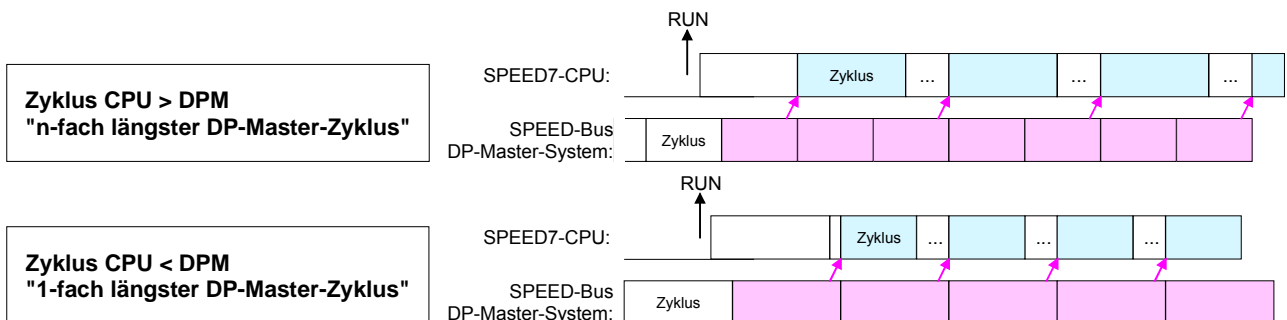 RUN
SPEED7-CPU:
Zyklus
...
...
...
Zyklus CPU > DPM
"n-fach längster DP-Master-Zyklus"
SPEED-Bus
DP-Master-System:
Zyklus
RUN
SPEED7-CPU:
Zyklus
...
...
...
Zyklus CPU < DPM
"1-fach längster DP-Master-Zyklus"
SPEED-Bus
DP-Master-System:
Zyklus